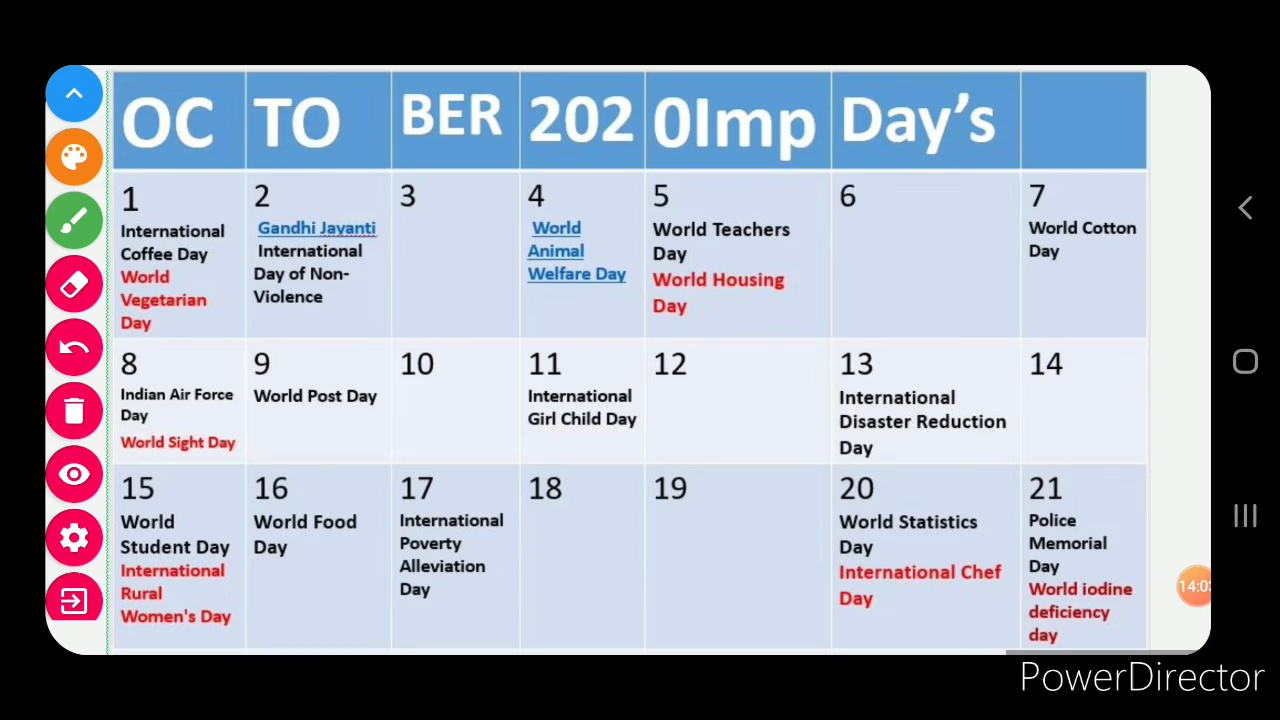 OC TO BER 202 0Imp Day's
1
International
Coffee Day
World
Vegetarian
Day
2
Gandhi Jayanti
International
Day of Non-
Violence
3
4
World
Animal
Welfare Day
5
World Teachers
Day
World Housing
Day
6
7
World Cotton
Day
8
Indian Air Force
Day
World Sight Day
9
World Post Day
10
11
International
Girl Child Day
12
13
International
Disaster Reduction
Day
14
15
World
Student Day
International
Rural
Women's Day
16
World Food
Day
17
International
Poverty
Alleviation
Day
18
19
20
World Statistics
Day
International Chef
Day
21
Police
Memorial
Day
World iodine
deficiency
day
PowerDirector